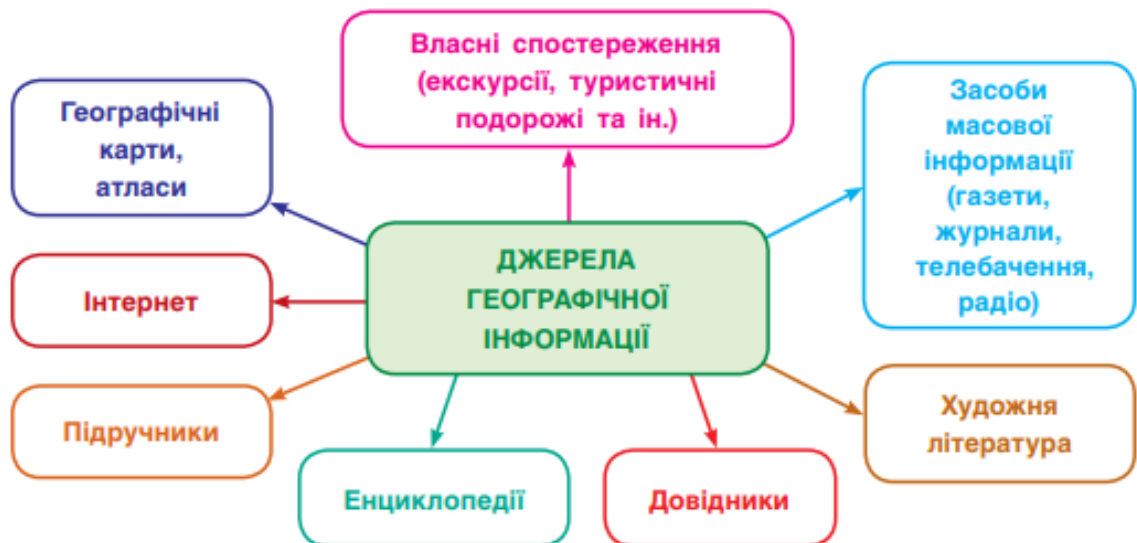 Власні спостереження
(екскурсії, туристичні
подорожі та ін.)
Географічні
карти,
атласи
Засоби
масової
інформації
(газети,
журнали,
телебачення,
радіо)
ДЖЕРЕЛА
ГЕОГРАФІЧНОЇ
ІНФОРМАЦІЇ
Інтернет
Підручники
Художня
література
Енциклопедії
Довідники